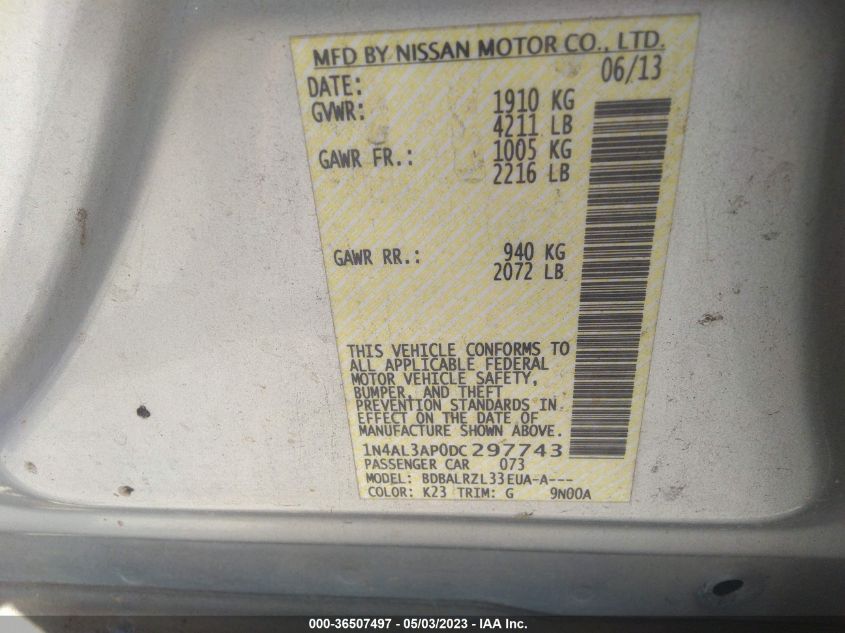 MFD BY NISSAN MOTOR CO., LTD.
DATE: 06/13
GVWR: 1910 KG
4211 LB
GAWR FR.: 1005 KG
2216 LB
GAWR RR.: 940 KG
2072 LB
THIS VEHICLE CONFORMS TO
ALL APPLICABLE FEDERAL
MOTOR VEHICLE SAFETY,
BUMPER, AND THEFT
PREVENTION STANDARDS IN
EFFECT ON THE DATE OF
MANUFACTURE SHOWN ABOVE.
1N4AL3AP0DC297743
PASSENGER CAR 073
MODEL: BDBALRZL33EUA-A---
COLOR: K23 TRIM: G 9N00A
000-36507497 - 05/03/2023 - IAA Inc.